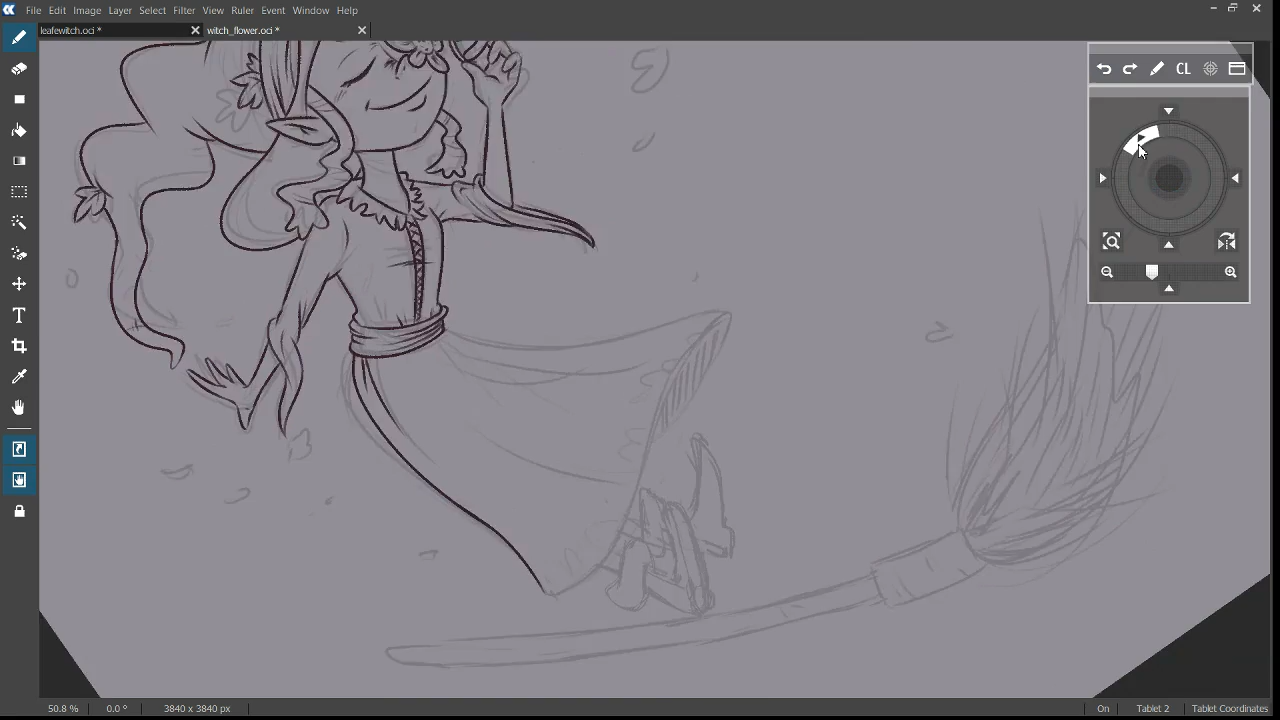 File Edit Image Layer Select Filter View Ruler Event Window Help
leafewitch.oci * witch_flower.oci *
CL
T
50.8 % 0.0 ° 3840 x 3840 px On Tablet 2 Tablet Coordinates